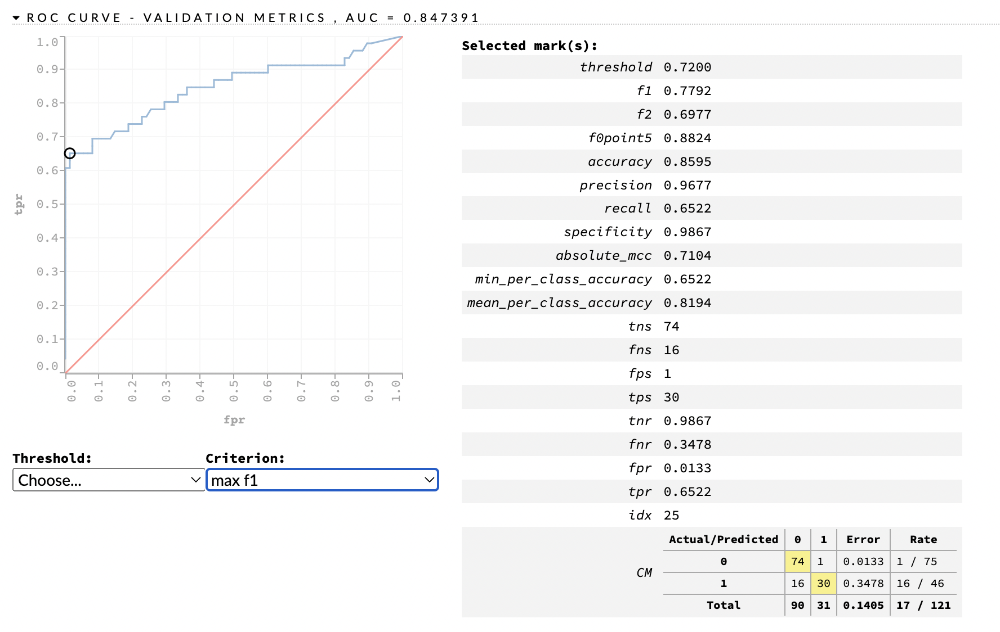 ROC CURVE - VALIDATION METRICS , AUC = 0.847391
1.0
0.9
0.8
0.7
0.6
0.5
0.4
0.3
0.2
0.1
0.0
tpr
0.0 0.1 0.2 0.3 0.4 0.5 0.6 0.7 0.8 0.9 1.0
fpr
Threshold: Criterion:
Choose... max f1
Selected mark(s):
threshold 0.7200
f1 0.7792
f2 0.6977
f0point5 0.8824
accuracy 0.8595
precision 0.9677
recall 0.6522
specificity 0.9867
absolute_mcc 0.7104
min_per_class_accuracy 0.6522
mean_per_class_accuracy 0.8194
tns 74
fns 16
fps 1
tps 30
tnr 0.9867
fnr 0.3478
fpr 0.0133
tpr 0.6522
idx 25
CM
Actual/Predicted 0 1 Error Rate
0 74 1 0.0133 1 / 75
1 16 30 0.3478 16 / 46
Total 90 31 0.1405 17 / 121